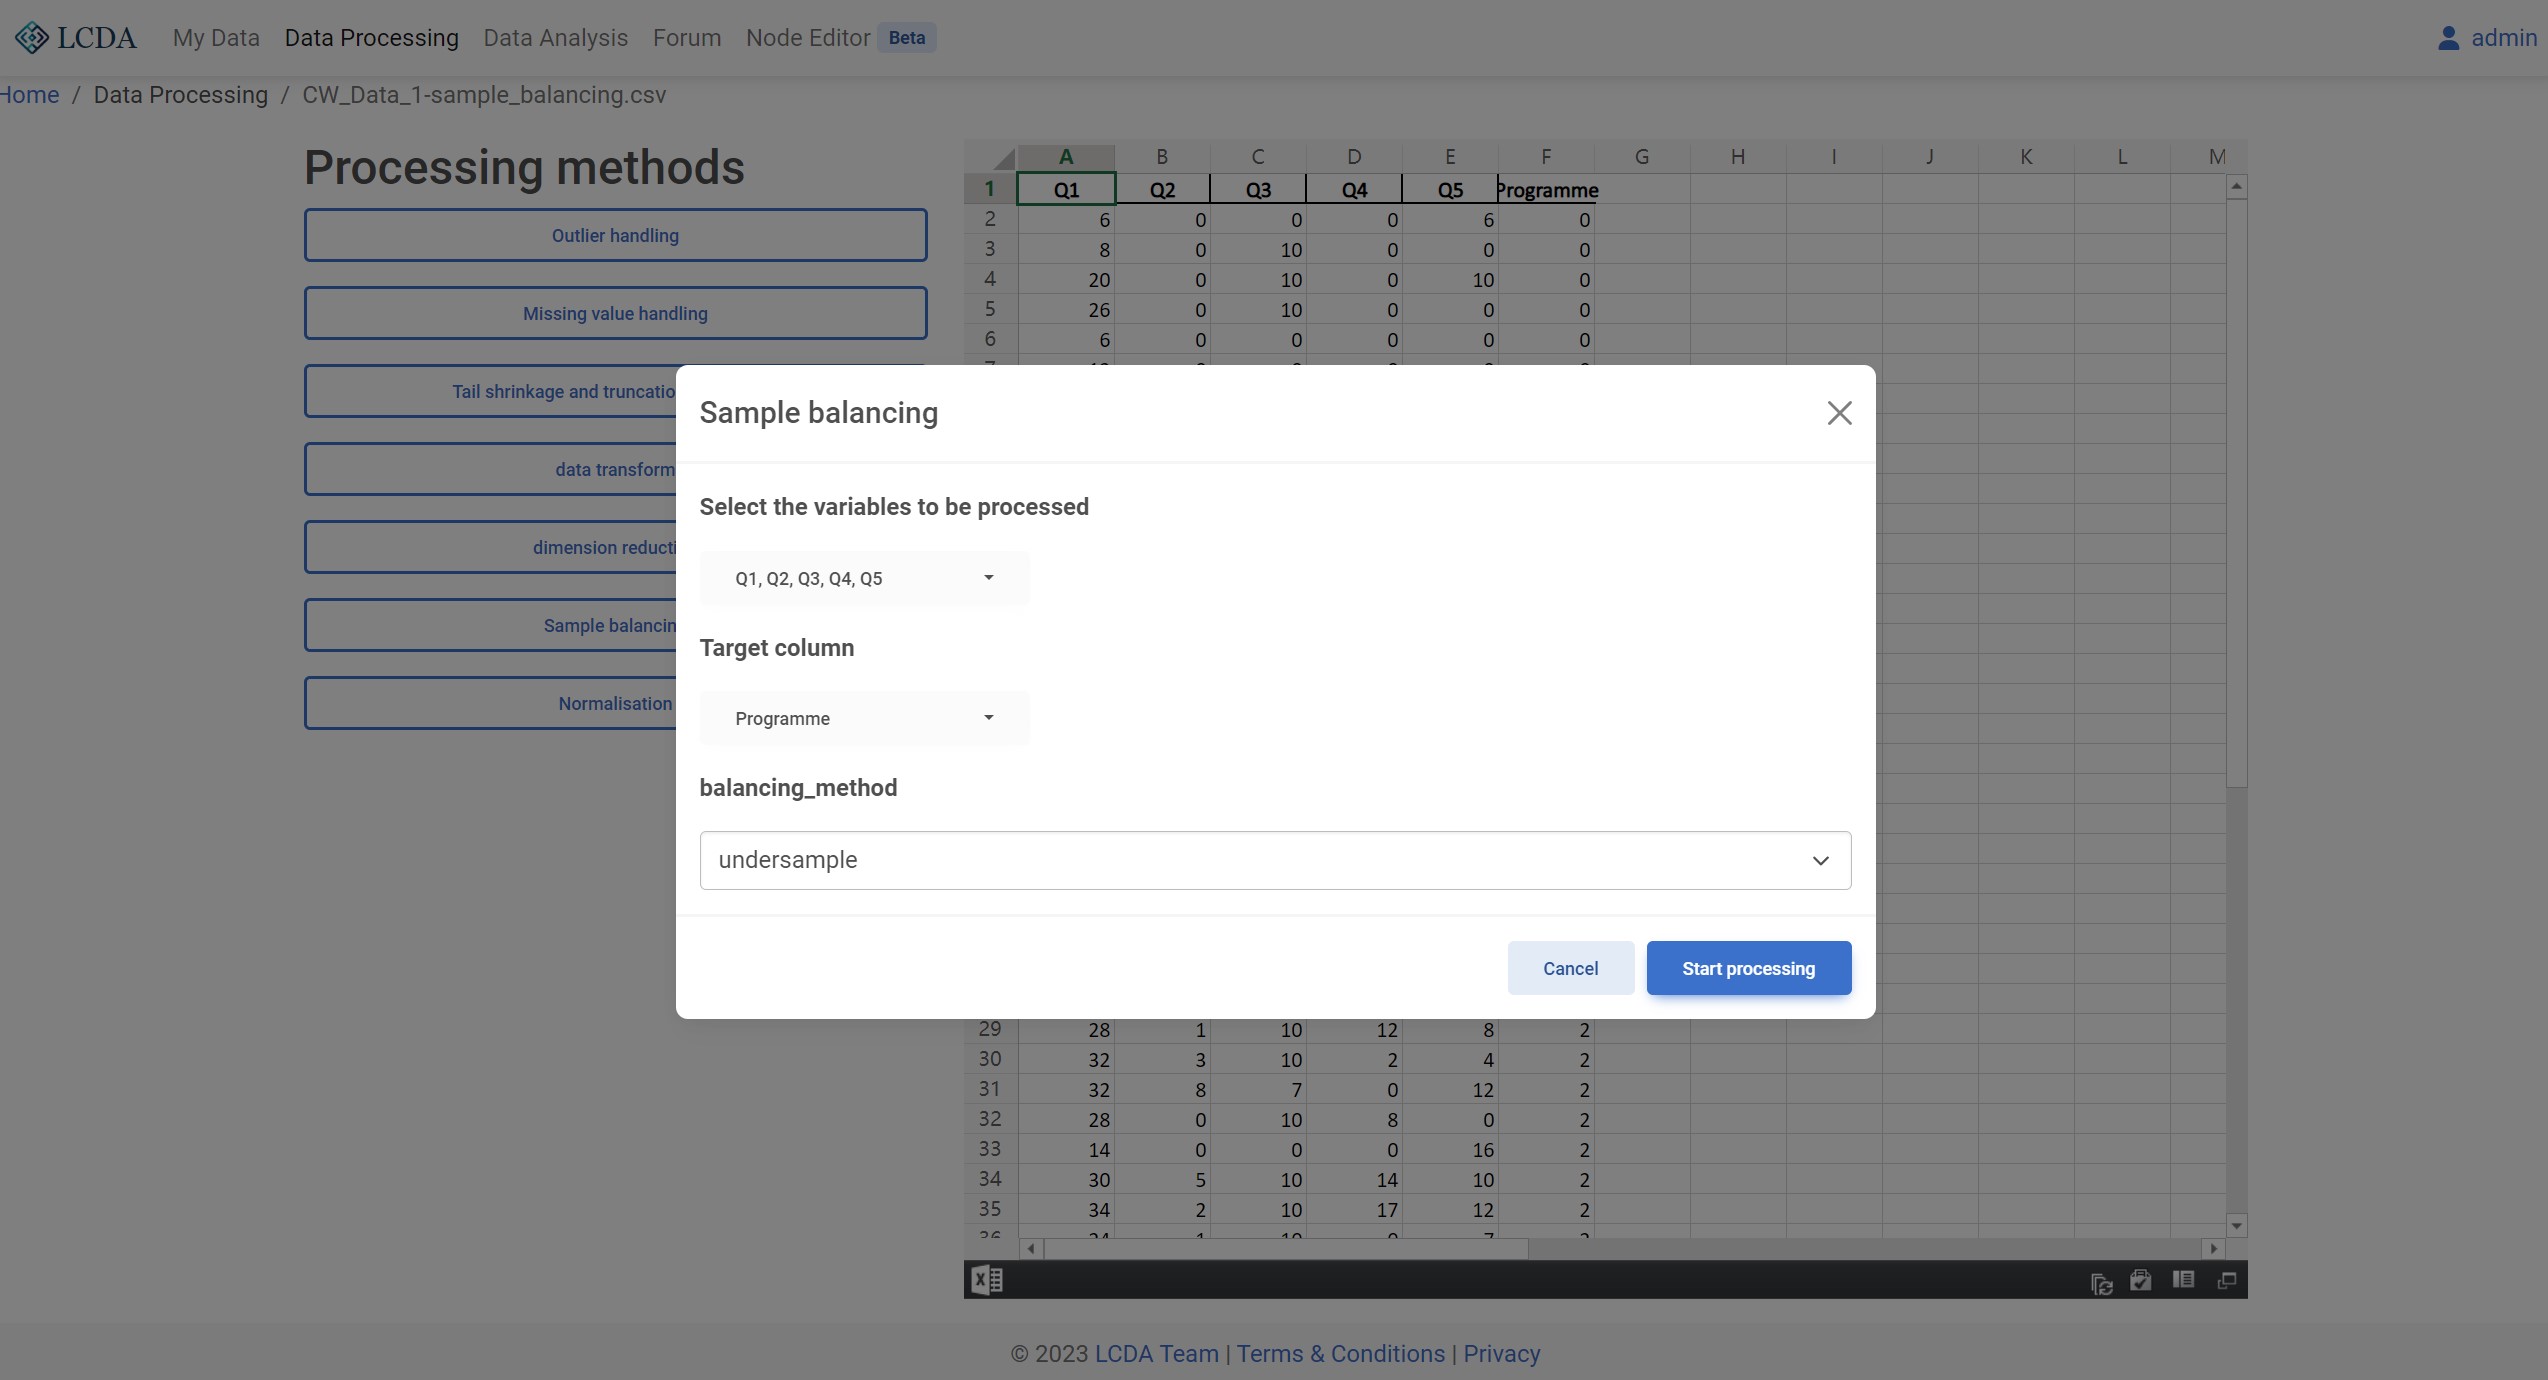 LCDA My Data Data Processing Data Analysis Forum Node Editor Beta admin
Home / Data Processing / CW_Data_1-sample_balancing.csv
Processing methods
Outlier handling
Missing value handling
Tail shrinkage and truncatio
data transform
dimension reducti
Sample balancin
Normalisation
A B C D E F G H I J K L M
1 Q1 Q2 Q3 Q4 Q5 Programme
2 6 0 0 0 6 0
3 8 0 10 0 0 0
4 20 0 10 0 10 0
5 26 0 10 0 0 0
6 6 0 0 0 0 0
Sample balancing
Select the variables to be processed
Q1, Q2, Q3, Q4, Q5
Target column
Programme
balancing_method
undersample
Cancel Start processing
29 28 1 10 12 8 2
30 32 3 10 2 4 2
31 32 8 7 0 12 2
32 28 0 10 8 0 2
33 14 0 0 0 16 2
34 30 5 10 14 10 2
35 34 2 10 17 12 2
© 2023 LCDA Team | Terms & Conditions | Privacy